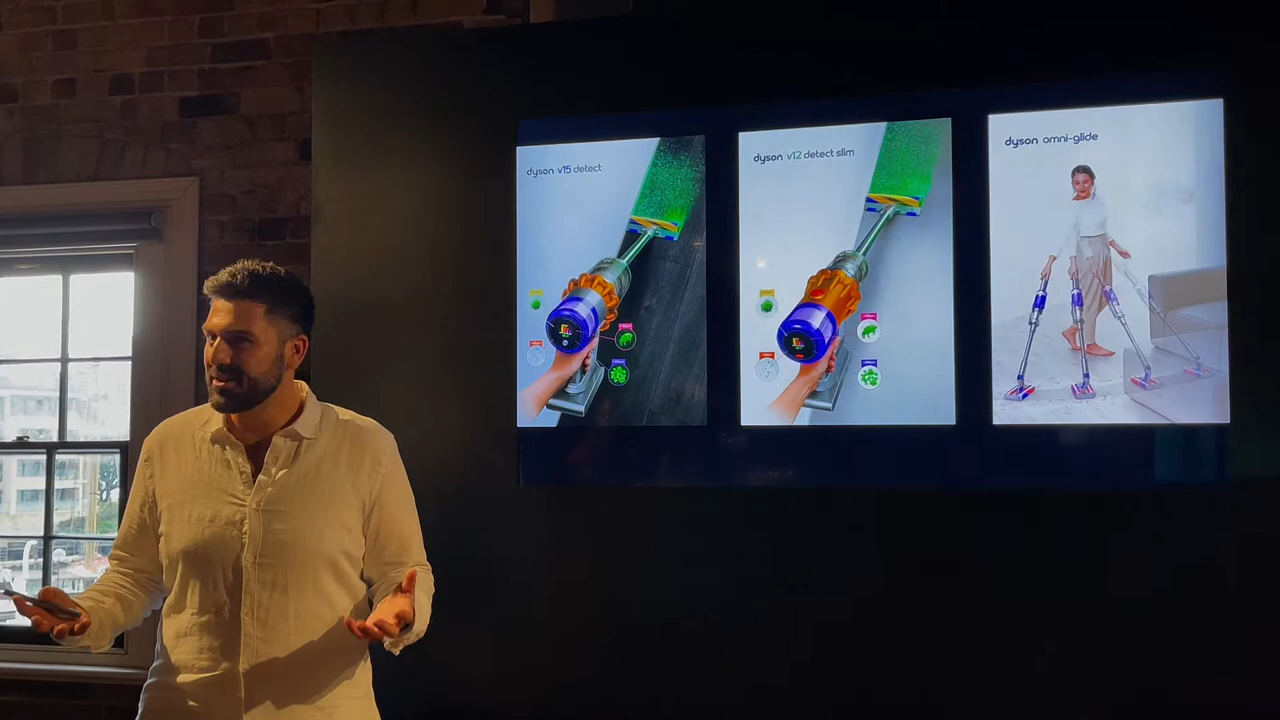 dyson v15 detect
dyson v12 detect slim
dyson omni-glide